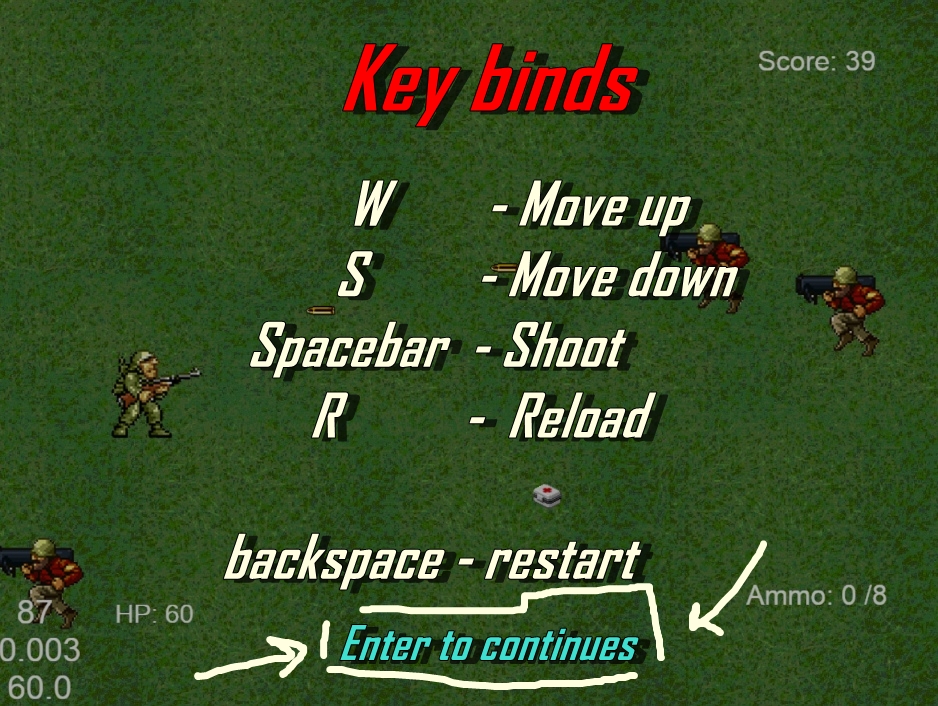 Key binds
Score: 39
W - Move up
S - Move down
Spacebar - Shoot
R - Reload
backspace - restart
Ammo: 0 /8
87
HP: 60
0.003
Enter to continues
60.0